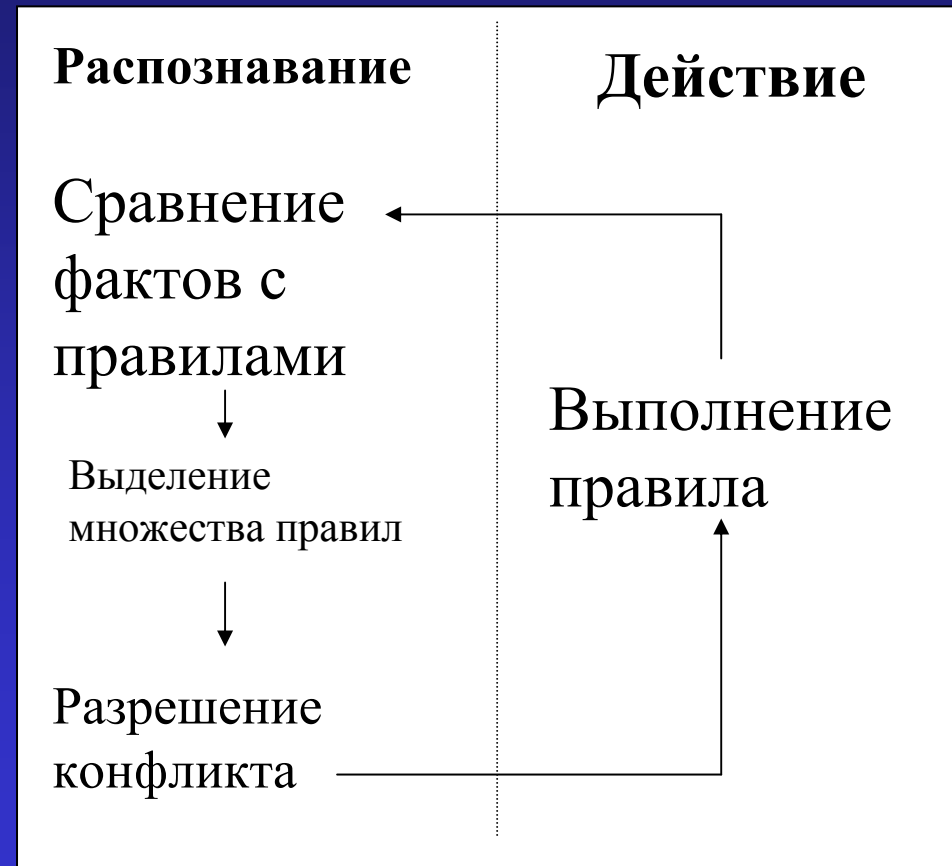 Распознавание
Сравнение
фактов с
правилами
Выделение
множества правил
Разрешение
конфликта
Действие
Выполнение
правила